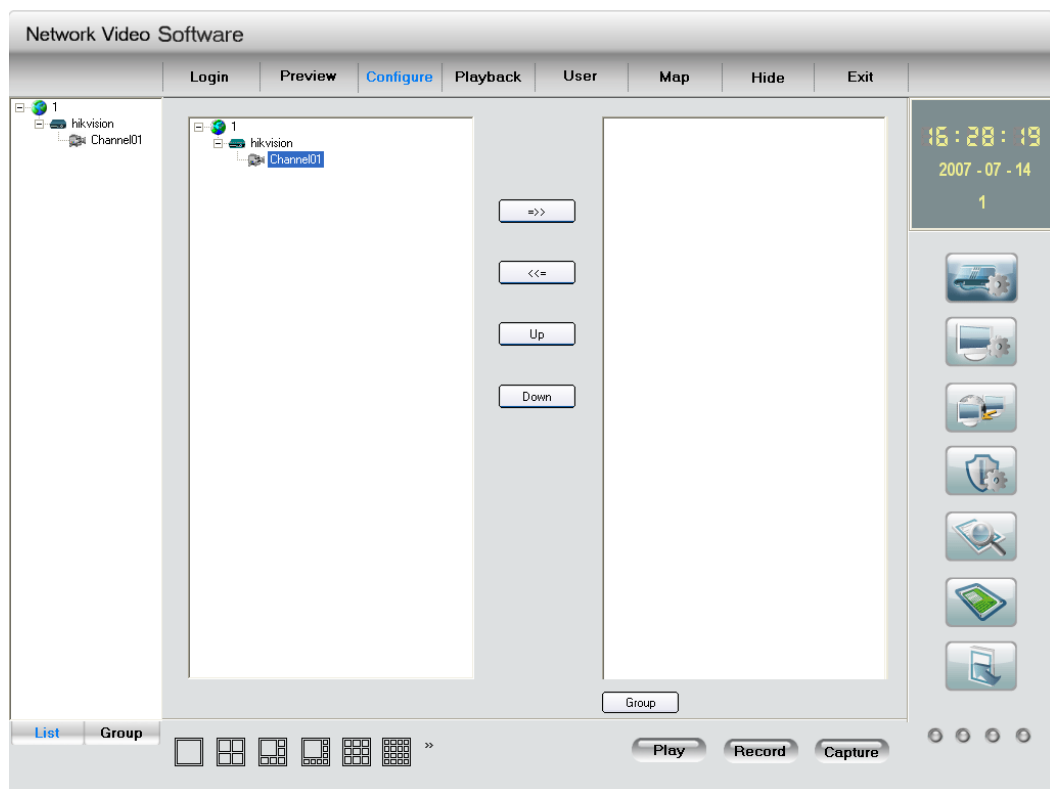 Network Video Software
Login Preview Configure Playback User Map Hide Exit
1
hikvision
Channel01
1
hikvision
Channel01
=>>
<<=
Up
Down
Group
16:28:19
2007 - 07 - 14
1
List Group
»
Play Record Capture